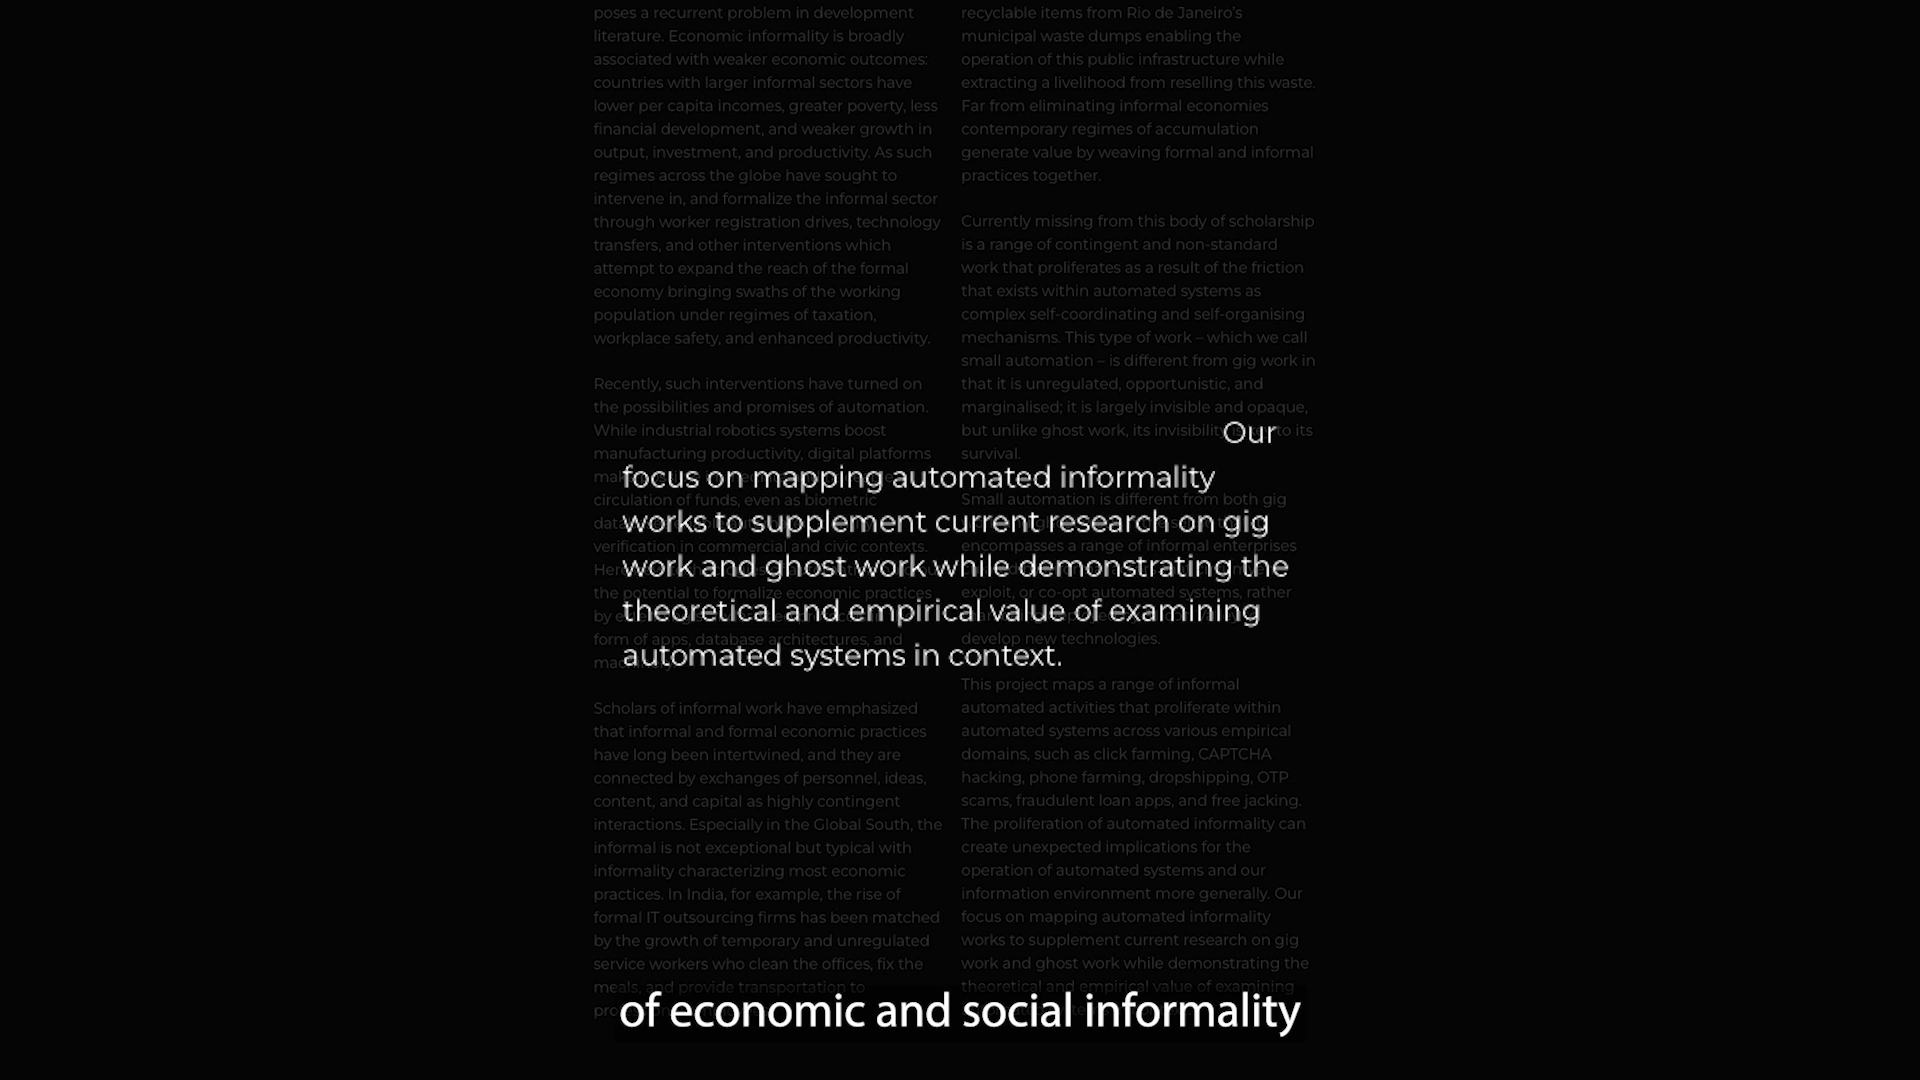 poses a recurrent problem in development
literature. Economic informality is broadly
associated with weaker economic outcomes:
countries with larger informal sectors have
lower per capita incomes, greater poverty, less
financial development, and weaker growth in
output, investment, and productivity. As such
regimes across the globe have sought to
intervene in, and formalize the informal sector
through worker registration drives, technology
transfers, and other interventions which
attempt to expand the reach of the formal
economy bringing swaths of the working
population under regimes of taxation,
workplace safety, and enhanced productivity.
Recently, such interventions have turned on
the possibilities and promises of automation.
While industrial robotics systems boost
manufacturing productivity, digital platforms
circulation of funds, even as biometric
verification in commercial and civic contexts.
the potential to formalize economic practices
by
form of apps, database architectures, and
Scholars of informal work have emphasized
that informal and formal economic practices
have long been intertwined, and they are
connected by exchanges of personnel, ideas,
content, and capital as highly contingent
interactions. Especially in the Global South, the
informal is not exceptional but typical with
informality characterizing most economic
practices. In India, for example, the rise of
formal IT outsourcing firms has been matched
by the growth of temporary and unregulated
service workers who clean the offices, fix the
meals, and provide transportation to
recyclable items from Rio de Janeiro's
municipal waste dumps enabling the
operation of this public infrastructure while
extracting a livelihood from reselling this waste.
Far from eliminating informal economies
contemporary regimes of accumulation
generate value by weaving formal and informal
practices together.
Currently missing from this body of scholarship
is a range of contingent and non-standard
work that proliferates as a result of the friction
that exists within automated systems as
complex self-coordinating and self-organising
mechanisms. This type of work – which we call
small automation – is different from gig work in
that it is unregulated, opportunistic, and
marginalised; it is largely invisible and opaque,
but unlike ghost work, its invisibility to its
survival.
Small automation is different from both gig
encompasses a range of informal enterprises
exploit, or co-opt automated systems, rather
develop new technologies.
This project maps a range of informal
automated activities that proliferate within
automated systems across various empirical
domains, such as click farming, CAPTCHA
hacking, phone farming, dropshipping, OTP
scams, fraudulent loan apps, and free jacking.
The proliferation of automated informality can
create unexpected implications for the
operation of automated systems and our
information environment more generally. Our
focus on mapping automated informality
works to supplement current research on gig
work and ghost work while demonstrating the
theoretical and empirical value of examining
Our
focus on mapping automated informality
works to supplement current research on gig
work and ghost work while demonstrating the
theoretical and empirical value of examining
automated systems in context.
of economic and social informality